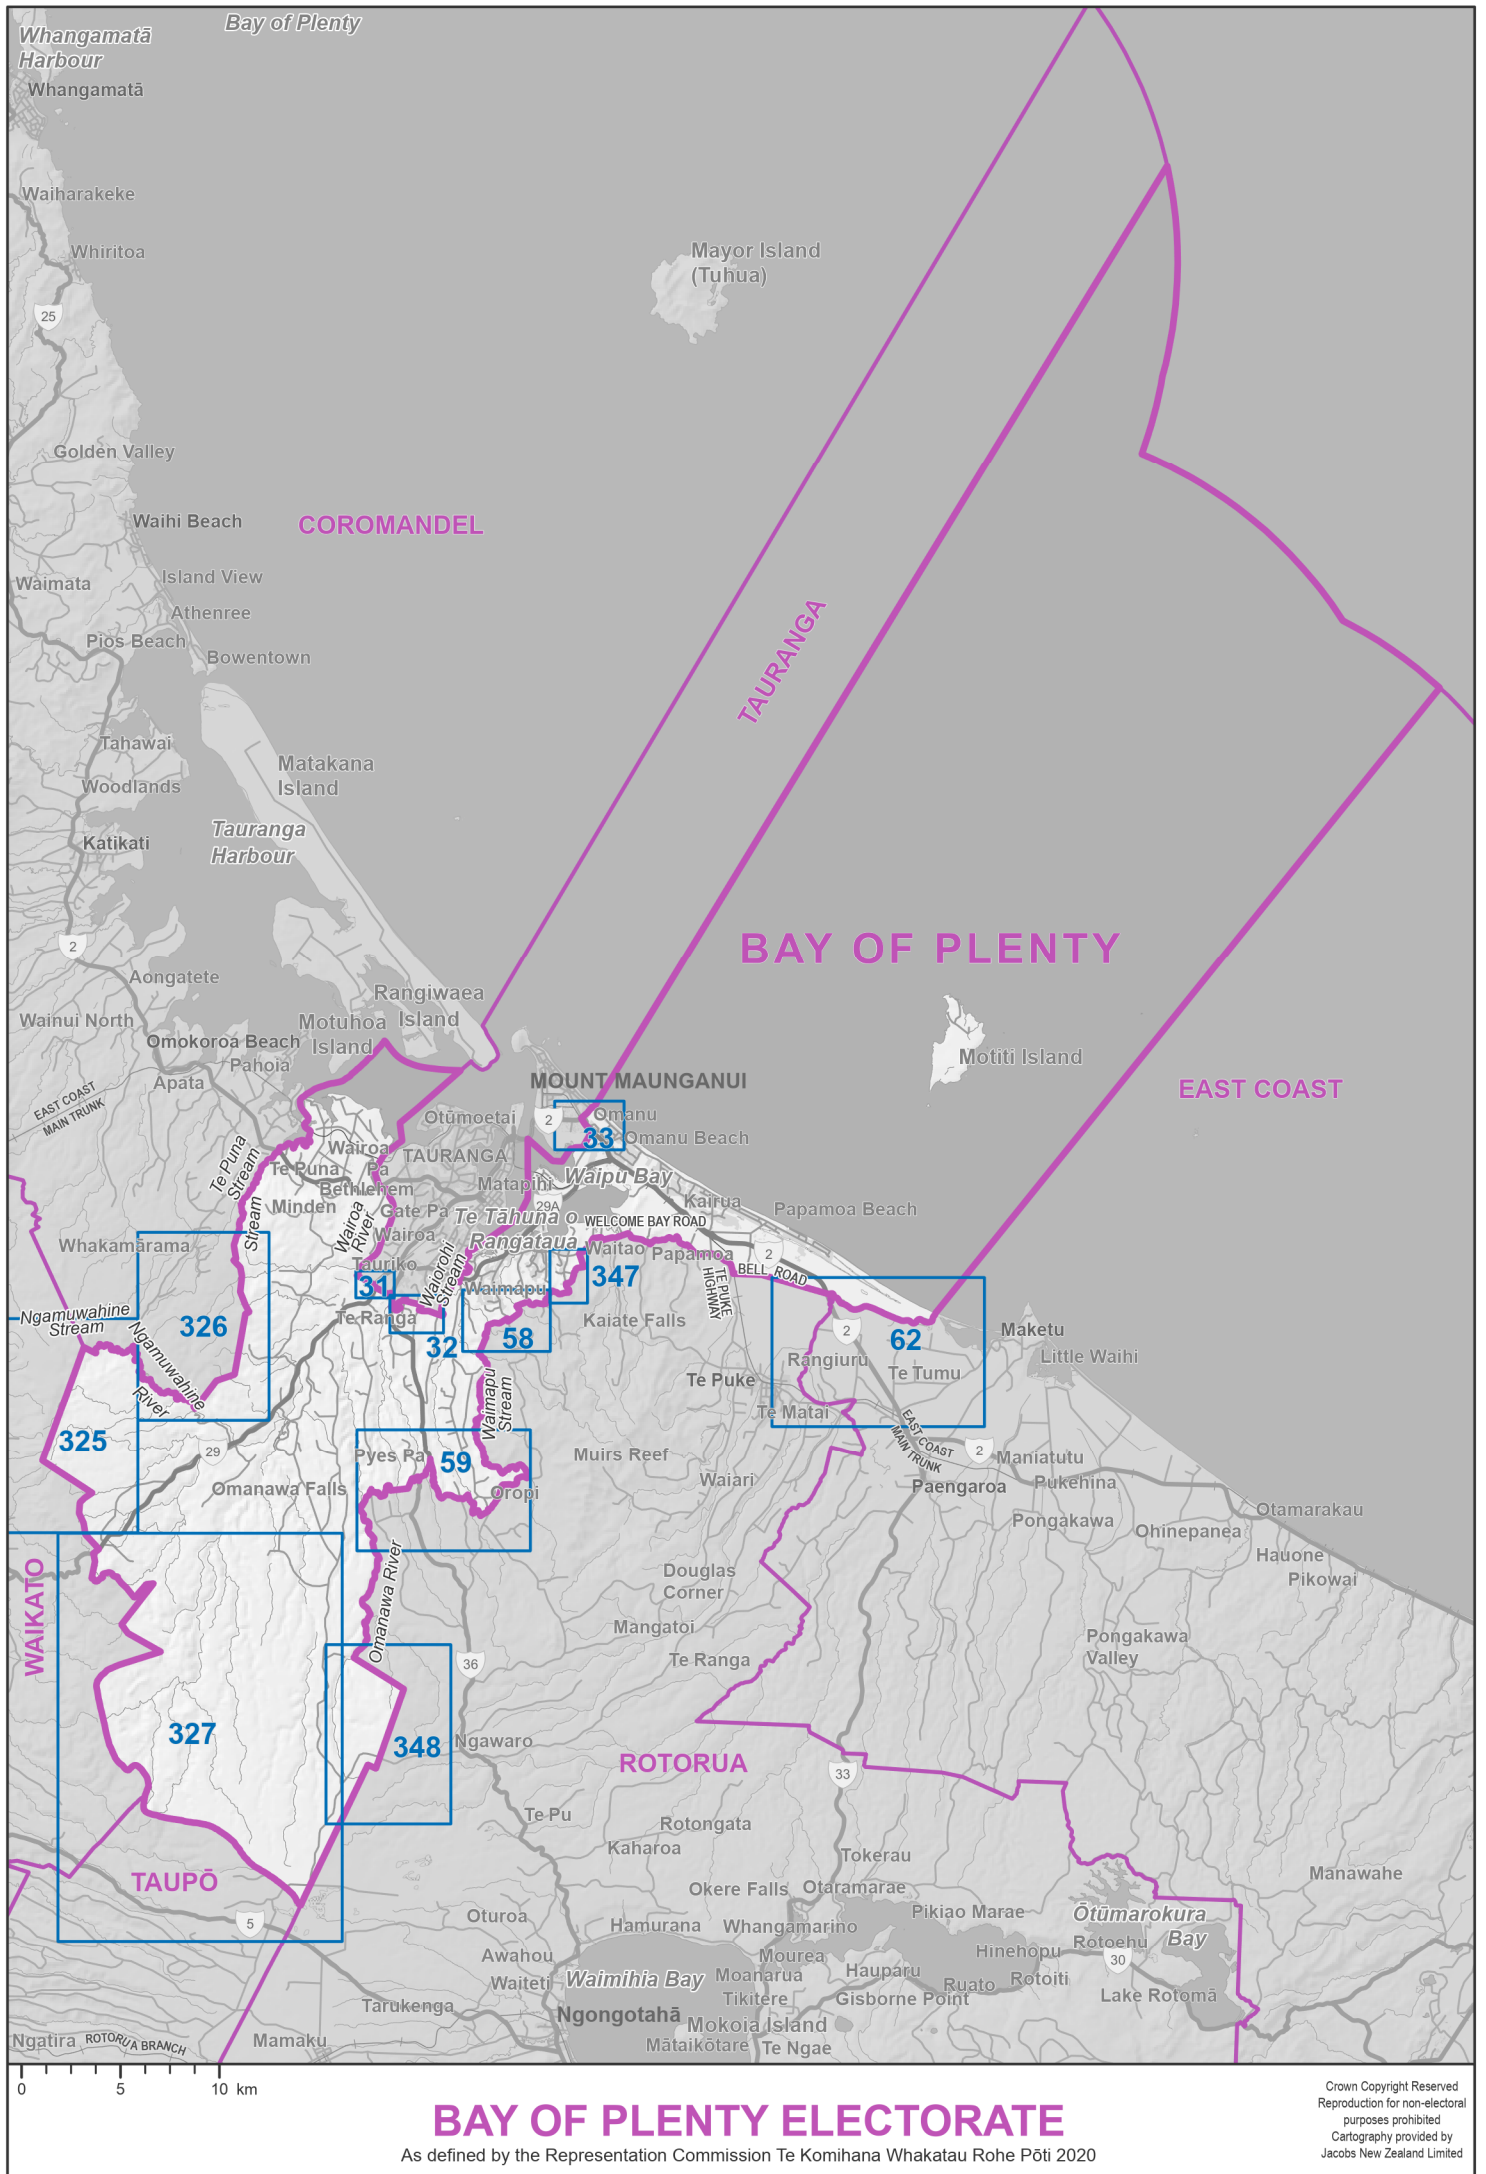 Bay of Plenty
Whangamatā
Harbour
Whangamatā
Waiharakeke
Whiritoa
Mayor Island
(Tuhua)
25
Golden Valley
Waihi Beach
COROMANDEL
Island View
Waimata
Athenree
TAURANGA
Pios Beach
Bowentown
Tahawai
Matakana
Island
Woodlands
Tauranga
Harbour
Katikati
2
BAY OF PLENTY
Aongatete
Rangiwaea
Island
Wainui North
Motuhoa
Island
Omokoroa Beach
Pahoia
Motiti Island
Apata
MOUNT MAUNGANUI
EAST COAST
EAST COAST
MAIN TRUNK
Otūmoetai
2
Omanu
33
Omanu Beach
Te Puna
Stream
Wairoa
Pa
TAURANGA
Te Puna
Bethlehem
Matapihi
Waipu Bay
Minden
Stream
Wairoa
River
Gate Pa
29A
Kairua
Papamoa Beach
Te Tāhuna o
Rangataua
WELCOME BAY ROAD
Wairoa
Whakamārama
Waitao
Papamoa
2
Tauriko
31
Waiorohi
Stream
Waimapu
347
TE PUKE
HIGHWAY
BELL ROAD
Ngamuwahine
Stream
326
Ngamuwahine
River
Te Ranga
32
58
Kaiate Falls
2
62
Maketu
Little Waihi
Rangiuru
Te Tumu
Te Puke
Waimapu
Stream
Te Matai
325
29
Pyes Pa
59
Muirs Reef
EAST COAST
MAIN TRUNK
2
Maniatutu
Waiari
Pukehina
Omanawa Falls
Oropi
Paengaroa
Otamarakau
Pongakawa
Ohinepanea
Hauone
Pikowai
WAIKATO
Omanawa River
Douglas
Corner
Mangatoi
Pongakawa
Valley
Te Ranga
36
327
348
Ngawaro
ROTORUA
33
Te Pu
Rotongata
Kaharoa
Tokerau
TAUPŌ
Manawahe
Okere Falls
Otaramarae
5
Oturoa
Hamurana
Whangamarino
Pikiao Marae
Ōtūmarokura
Bay
Rotoehu
Awahou
Mourea
Hinehopu
30
Waiteti
Waimihia Bay
Moanarua
Hauparu
Ruato
Rotoiti
Tikitere
Gisborne Point
Lake Rotomā
Tarukenga
Ngongotahā
Mokoia Island
Ngatira
ROTORUA BRANCH
Mamaku
Mātaikōtare
Te Ngae
0 5 10 km
BAY OF PLENTY ELECTORATE
As defined by the Representation Commission Te Komihana Whakatau Rohe Pōti 2020
Crown Copyright Reserved
Reproduction for non-electoral
purposes prohibited
Cartography provided by
Jacobs New Zealand Limited